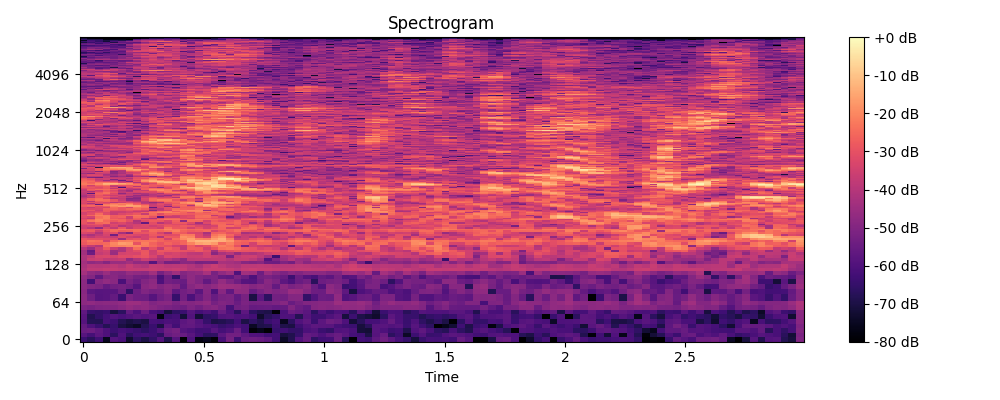 Spectrogram
Hz
4096
2048
1024
512
256
128
64
0
0
0.5
1
1.5
2
2.5
Time
+0 dB
-10 dB
-20 dB
-30 dB
-40 dB
-50 dB
-60 dB
-70 dB
-80 dB